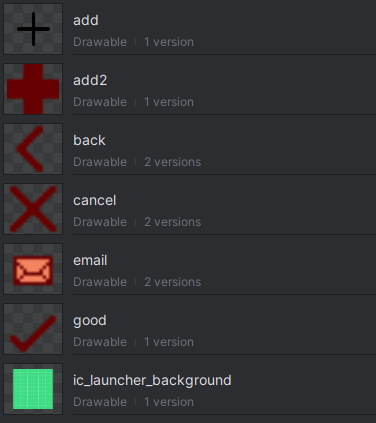 add
Drawable | 1 version
add2
Drawable | 1 version
back
Drawable | 2 versions
cancel
Drawable | 2 versions
email
Drawable | 2 versions
good
Drawable | 1 version
ic_launcher_background
Drawable | 1 version